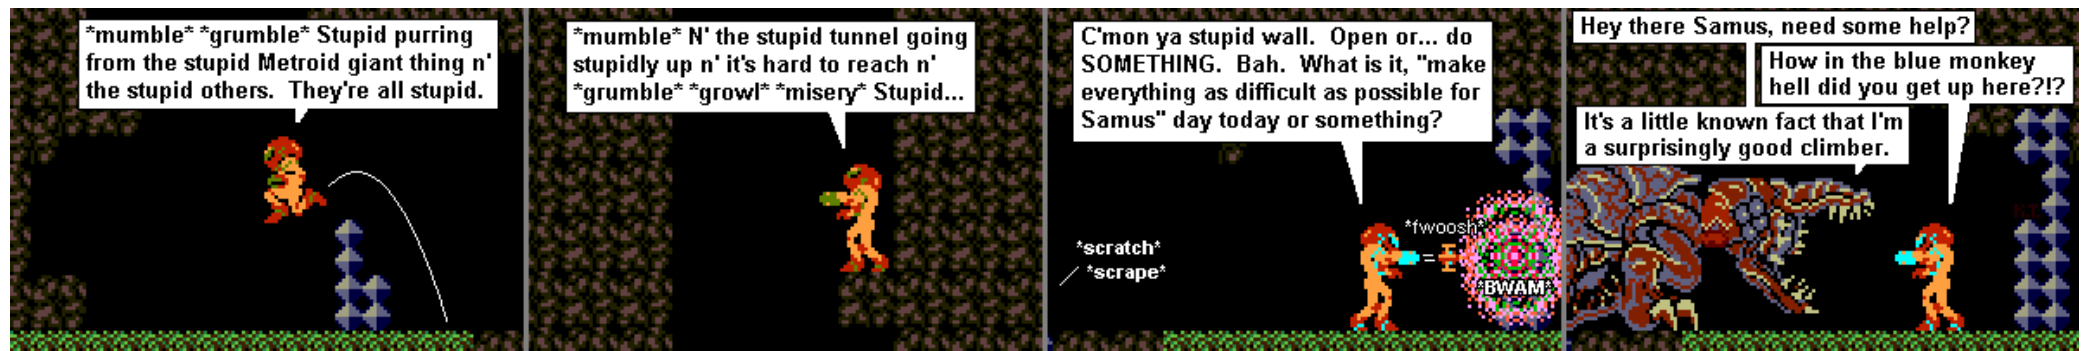 *mumble* *grumble* Stupid purring
from the stupid Metroid giant thing n'
the stupid others. They're all stupid.
*mumble* N' the stupid tunnel going
stupidly up n' it's hard to reach n'
*grumble* *growl* *misery* Stupid...
C'mon ya stupid wall. Open or... do
SOMETHING. Bah. What is it, "make
everything as difficult as possible for
Samus" day today or something?
*fwoosh*
*BWAM*
*scratch*
*scrape*
Hey there Samus, need some help?
How in the blue monkey
hell did you get up here?!?
It's a little known fact that I'm
a surprisingly good climber.